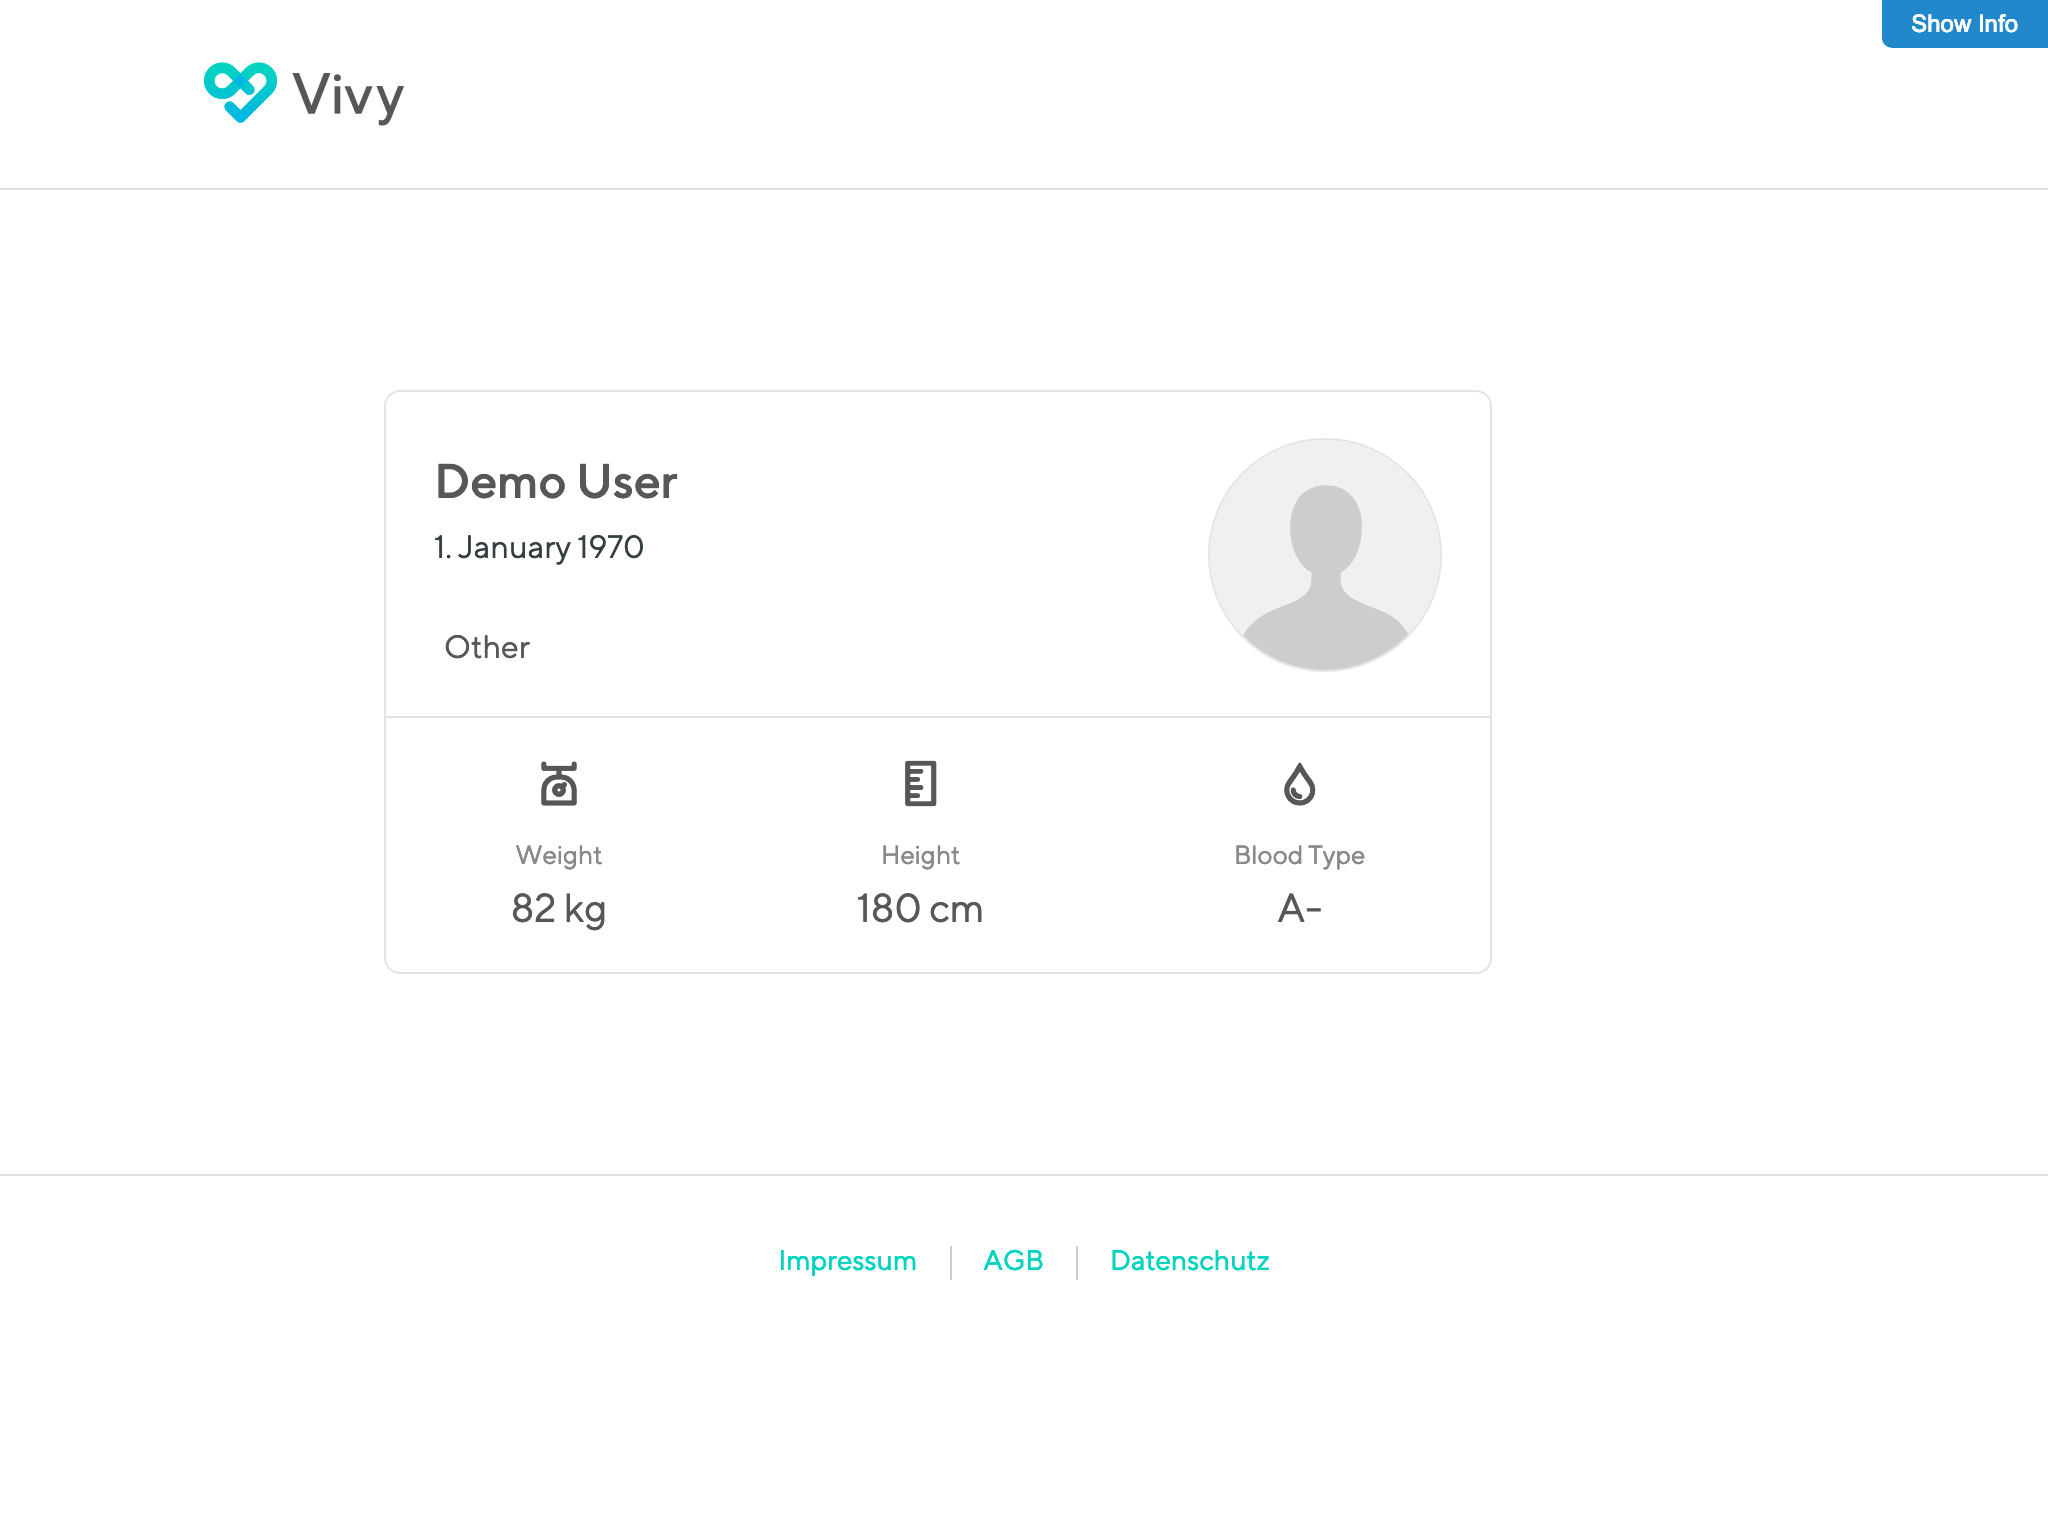 Show Info
Vivy
Demo User
1. January 1970
Other
Weight
Height
Blood Type
82 kg
180 cm
A-
Impressum
AGB
Datenschutz